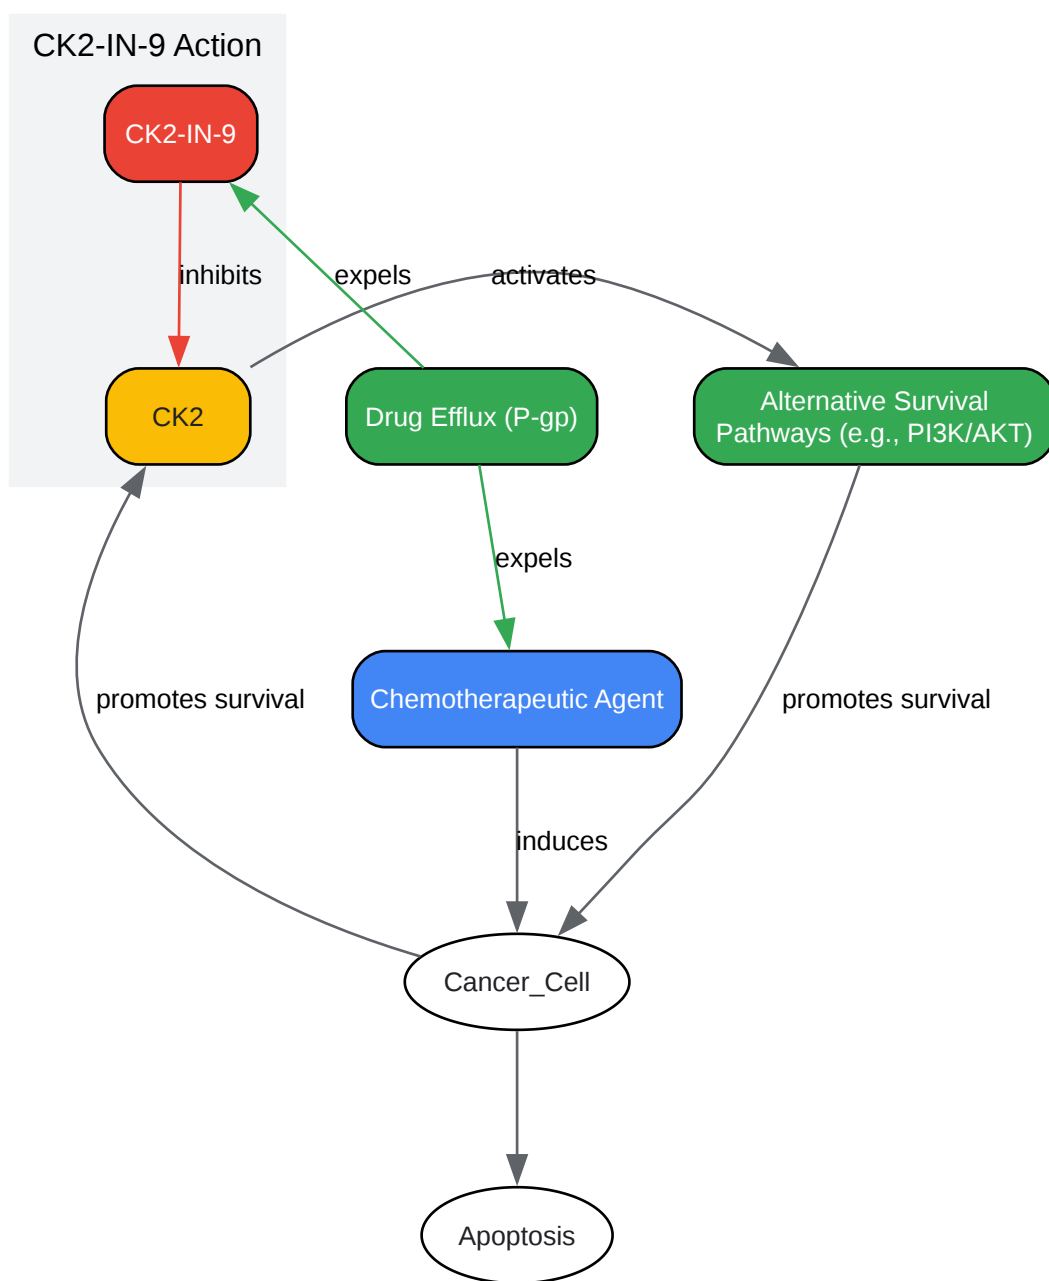 CK2-IN-9 Action
CK2-IN-9
inhibits
expels
activates
CK2
Drug Efflux (P-gp)
Alternative Survival
Pathways (e.g., PI3K/AKT)
expels
promotes survival
Chemotherapeutic Agent
promotes survival
induces
Cancer_Cell
Apoptosis